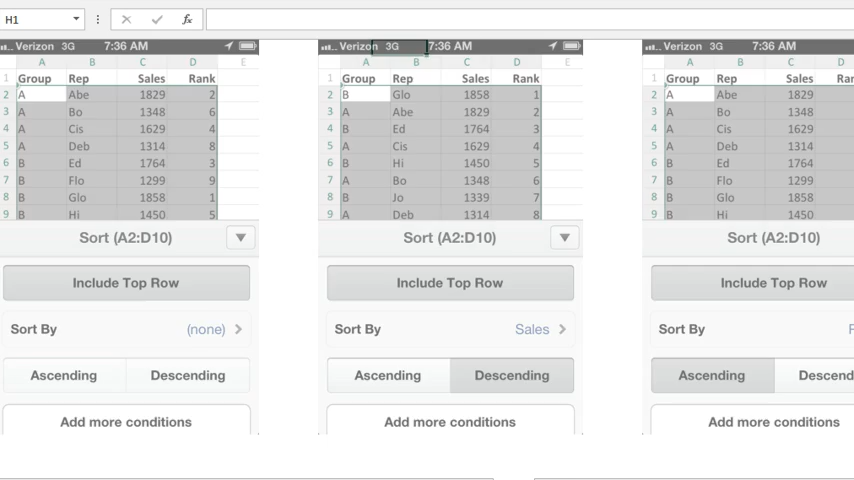 H1 fx
Verizon 3G 7:36 AM
A B C D E
1 Group Rep Sales Rank
2 A Abe 1829 2
3 A Bo 1348 6
4 A Cis 1629 4
5 A Deb 1314 8
6 B Ed 1764 3
7 B Flo 1299 9
8 B Glo 1858 1
9 B Hi 1450 5
Sort (A2:D10)
Include Top Row
Sort By (none)
Ascending Descending
Add more conditions
Verizon 3G 7:36 AM
A B C D E
1 Group Rep Sales Rank
2 B Glo 1858 1
3 A Abe 1829 2
4 B Ed 1764 3
5 A Cis 1629 4
6 B Hi 1450 5
7 A Bo 1348 6
8 B Jo 1339 7
9 A Deb 1314 8
Sort (A2:D10)
Include Top Row
Sort By Sales
Ascending Descending
Add more conditions
Verizon 3G 7:36 AM
A B C D
1 Group Rep Sales Ran
2 A Abe 1829
3 A Bo 1348
4 A Cis 1629
5 A Deb 1314
6 B Ed 1764
7 B Flo 1299
8 B Glo 1858
9 B Hi 1450
Sort (A2:D10)
Include Top Row
Sort By
Ascending Descend
Add more conditions